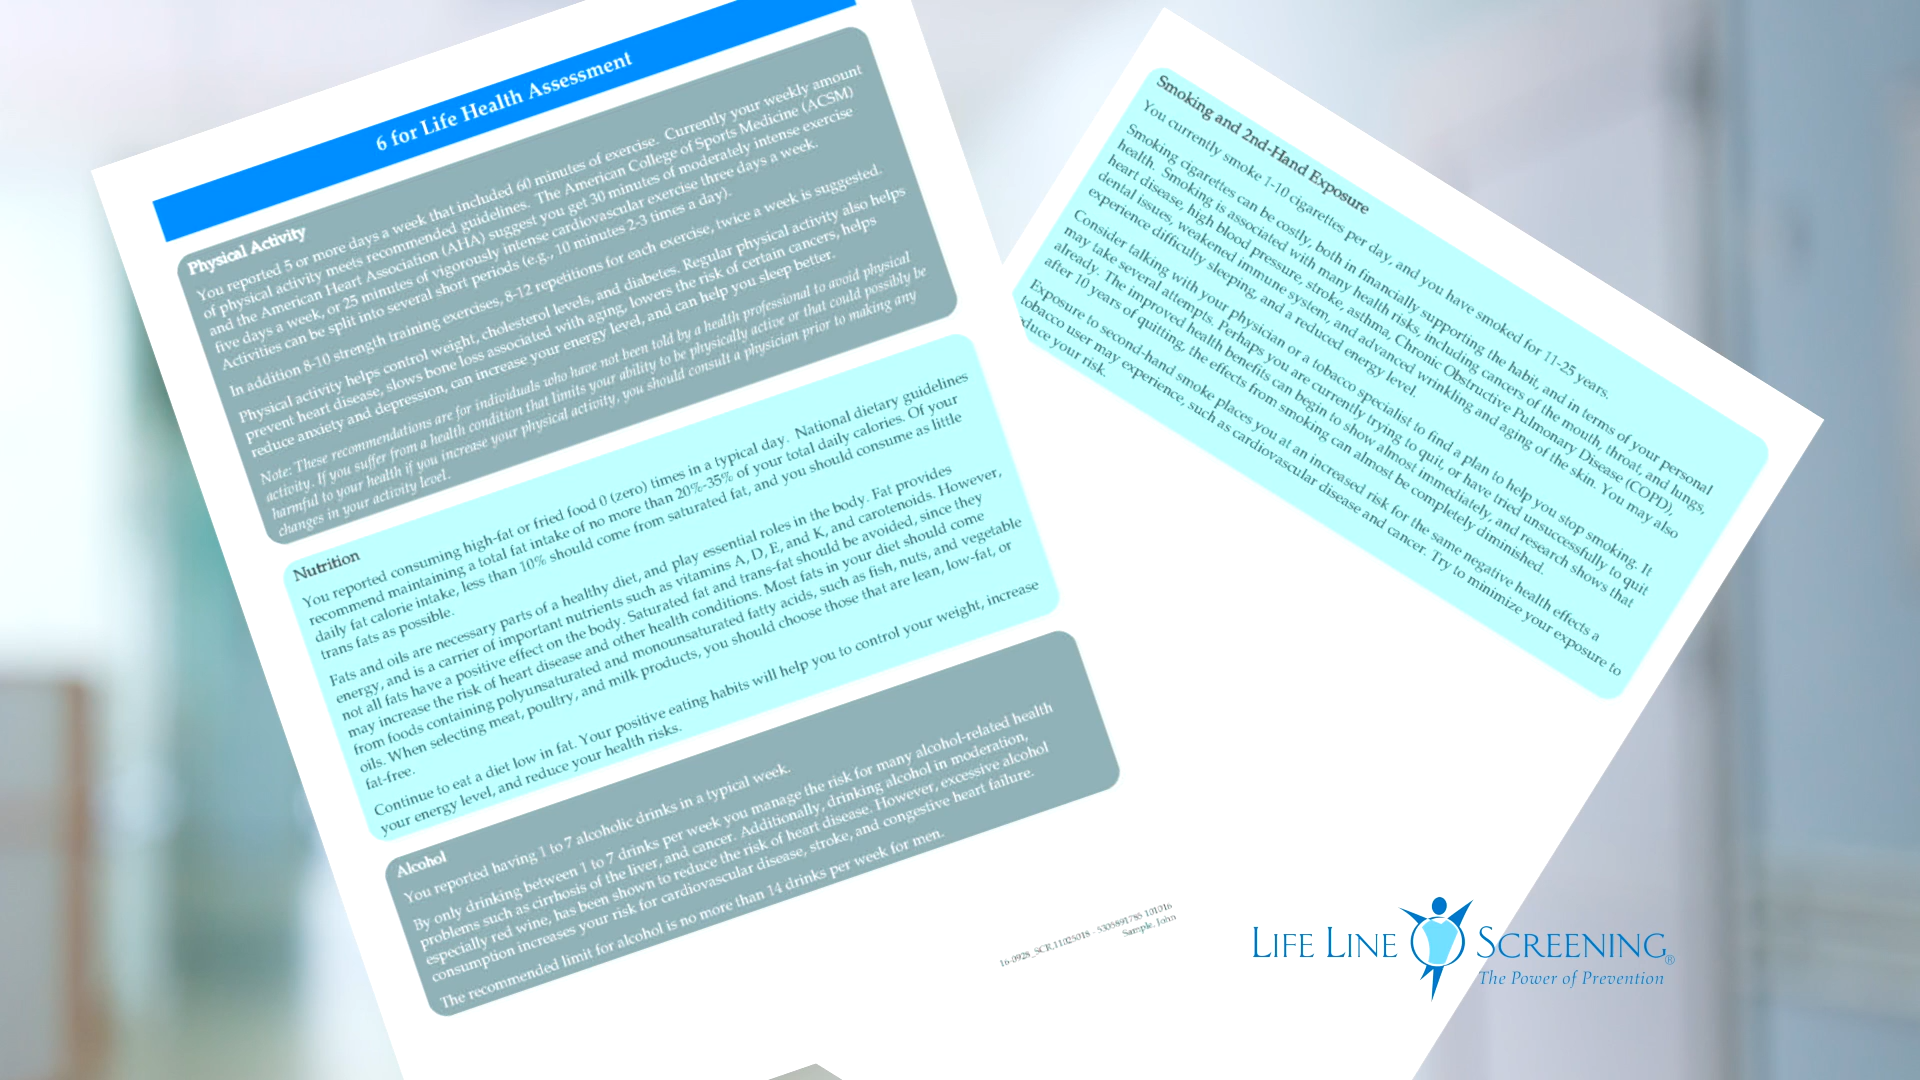 6 for Life Health Assessment
Physical Activity
You reported 5 or more days a week that included 60 minutes of exercise. Currently your weekly amount
of physical activity meets recommended guidelines. The American College of Sports Medicine (ACSM)
and the American Heart Association (AHA) suggest you get 30 minutes of moderately intense exercise
five days a week, or 25 minutes of vigorously intense cardiovascular exercise three days a week.
Activities can be split into several short periods (e.g., 10 minutes 2-3 times a day).
In addition 8-10 strength training exercises, 8-12 repetitions for each exercise, twice a week is suggested.
Physical activity helps control weight, cholesterol levels, and diabetes. Regular physical activity also helps
prevent heart disease, slows bone loss associated with aging, lowers the risk of certain cancers, helps
reduce anxiety and depression, can increase your energy level, and can help you sleep better.
Note: These recommendations are for individuals who have not been told by a health professional to avoid physical
activity. If you suffer from a health condition that limits your ability to be physically active or that could possibly be
harmful to your health if you increase your physical activity, you should consult a physician prior to making any
changes in your activity level.
Nutrition
You reported consuming high-fat or fried food 0 (zero) times in a typical day. National dietary guidelines
recommend maintaining a total fat intake of no more than 20%-35% of your total daily calories. Of your
daily fat calorie intake, less than 10% should come from saturated fat, and you should consume as little
trans fats as possible.
Fats and oils are necessary parts of a healthy diet, and play essential roles in the body. Fat provides
energy, and is a carrier of important nutrients such as vitamins A, D, E, and K, and carotenoids. However,
not all fats have a positive effect on the body. Saturated fat and trans-fat should be avoided, since they
may increase the risk of heart disease and other health conditions. Most fats in your diet should come
from foods containing polyunsaturated and monounsaturated fatty acids, such as fish, nuts, and vegetable
oils. When selecting meat, poultry, and milk products, you should choose those that are lean, low-fat, or
fat-free.
Continue to eat a diet low in fat. Your positive eating habits will help you to control your weight, increase
your energy level, and reduce your health risks.
Alcohol
You reported having 1 to 7 alcoholic drinks in a typical week.
By only drinking between 1 to 7 drinks per week you manage the risk for many alcohol-related health
problems such as cirrhosis of the liver, and cancer. Additionally, drinking alcohol in moderation,
especially red wine, has been shown to reduce the risk of heart disease. However, excessive alcohol
consumption increases your risk for cardiovascular disease, stroke, and congestive heart failure.
The recommended limit for alcohol is no more than 14 drinks per week for men.
Sample, John
Smoking and 2nd-Hand Exposure
You currently smoke 1-10 cigarettes per day, and you have smoked for 11-25 years.
Smoking cigarettes can be costly, both in financially supporting the habit, and in terms of your personal
health. Smoking is associated with many health risks, including cancers of the mouth, throat, and lungs,
heart disease, high blood pressure, stroke, asthma, Chronic Obstructive Pulmonary Disease (COPD),
dental issues, weakened immune system, and advanced wrinkling and aging of the skin. You may also
experience difficulty sleeping, and a reduced energy level.
Consider talking with your physician or a tobacco specialist to find a plan to help you stop smoking. It
may take several attempts. Perhaps you are currently trying to quit, or have tried unsuccessfully to quit
already. The improved health benefits can begin to show almost immediately, and research shows that
after 10 years of quitting, the effects from smoking can almost be completely diminished.
Exposure to second-hand smoke places you at an increased risk for the same negative health effects a
tobacco user may experience, such as cardiovascular disease and cancer. Try to minimize your exposure to
duce your risk.
LIFE LINE SCREENING®
The Power of Prevention